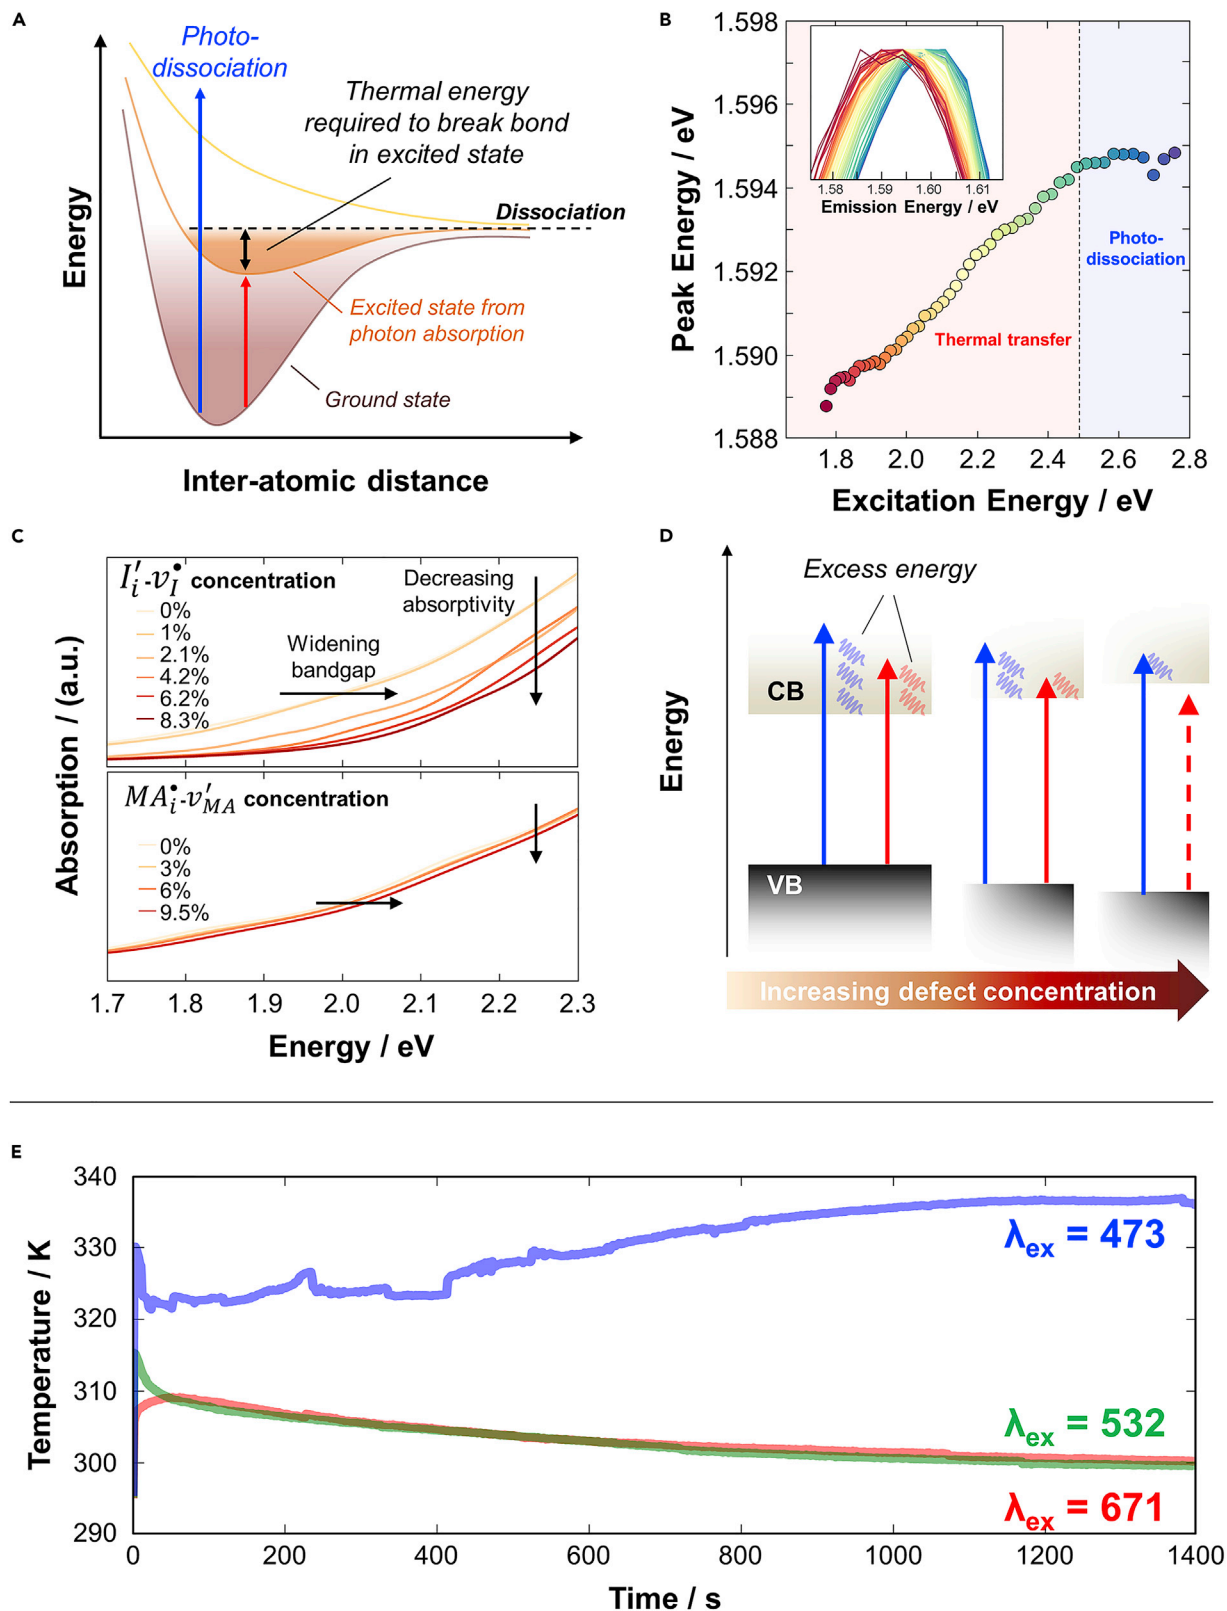 A
Photo-
dissociation
Thermal energy
required to break bond
in excited state
Dissociation
Excited state from
photon absorption
Ground state
Energy
Inter-atomic distance
B
1.598
1.596
1.594
1.592
1.590
1.588
Peak Energy / eV
1.58 1.59 1.60 1.61
Emission Energy / eV
Photo-
dissociation
Thermal transfer
1.8 2.0 2.2 2.4 2.6 2.8
Excitation Energy / eV
C
I′i-v•I concentration
0%
1%
2.1%
4.2%
6.2%
8.3%
Widening
bandgap
Decreasing
absorptivity
MA•i-v′MA concentration
0%
3%
6%
9.5%
Absorption / (a.u.)
1.7 1.8 1.9 2.0 2.1 2.2 2.3
Energy / eV
D
Excess energy
CB
VB
Energy
Increasing defect concentration
E
340
330
320
310
300
290
Temperature / K
λex = 473
λex = 532
λex = 671
0 200 400 600 800 1000 1200 1400
Time / s